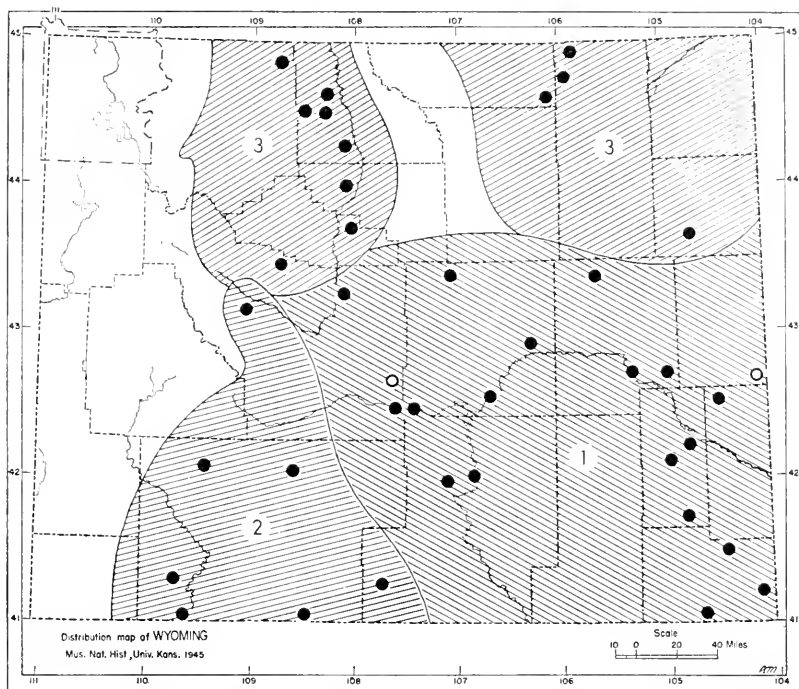 111 110 109 108 107 106 105 104
45 45
3 3
44 44
43 43
1
42 42
2
41 41
Distribution map of WYOMING
Mus. Nat. Hist., Univ. Kans. 1945
Scale
10 0 20 40 Miles
111 110 109 108 107 106 105 104